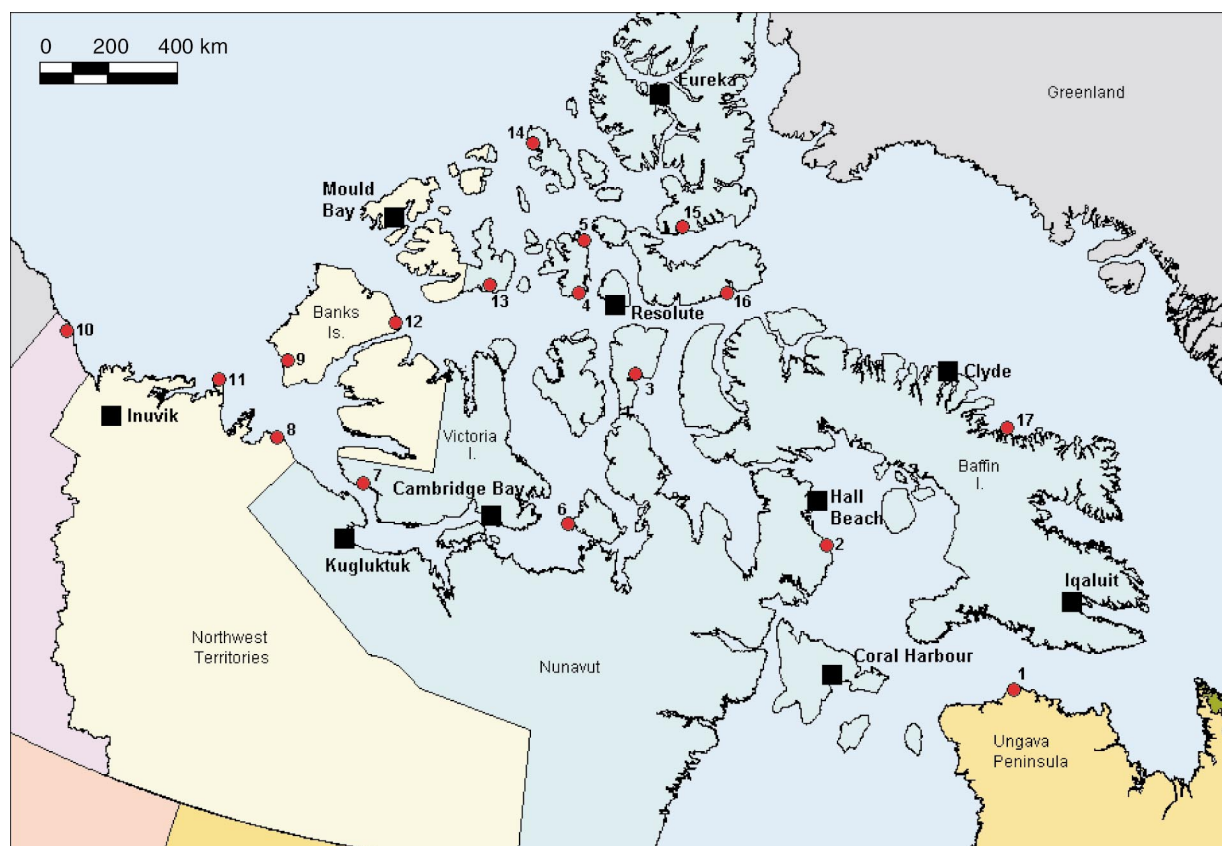 0 200 400 km
Eureka
Greenland
14
Mould
Bay
15
5
13
4
16
Resolute
Banks
Is.
12
10
9
3
Clyde
11
Inuvik
8
Victoria
I.
17
Baffin
I.
7
Cambridge Bay
6
Hall
Beach
Kugluktuk
2
Iqaluit
Northwest
Territories
Nunavut
Coral Harbour
1
Ungava
Peninsula